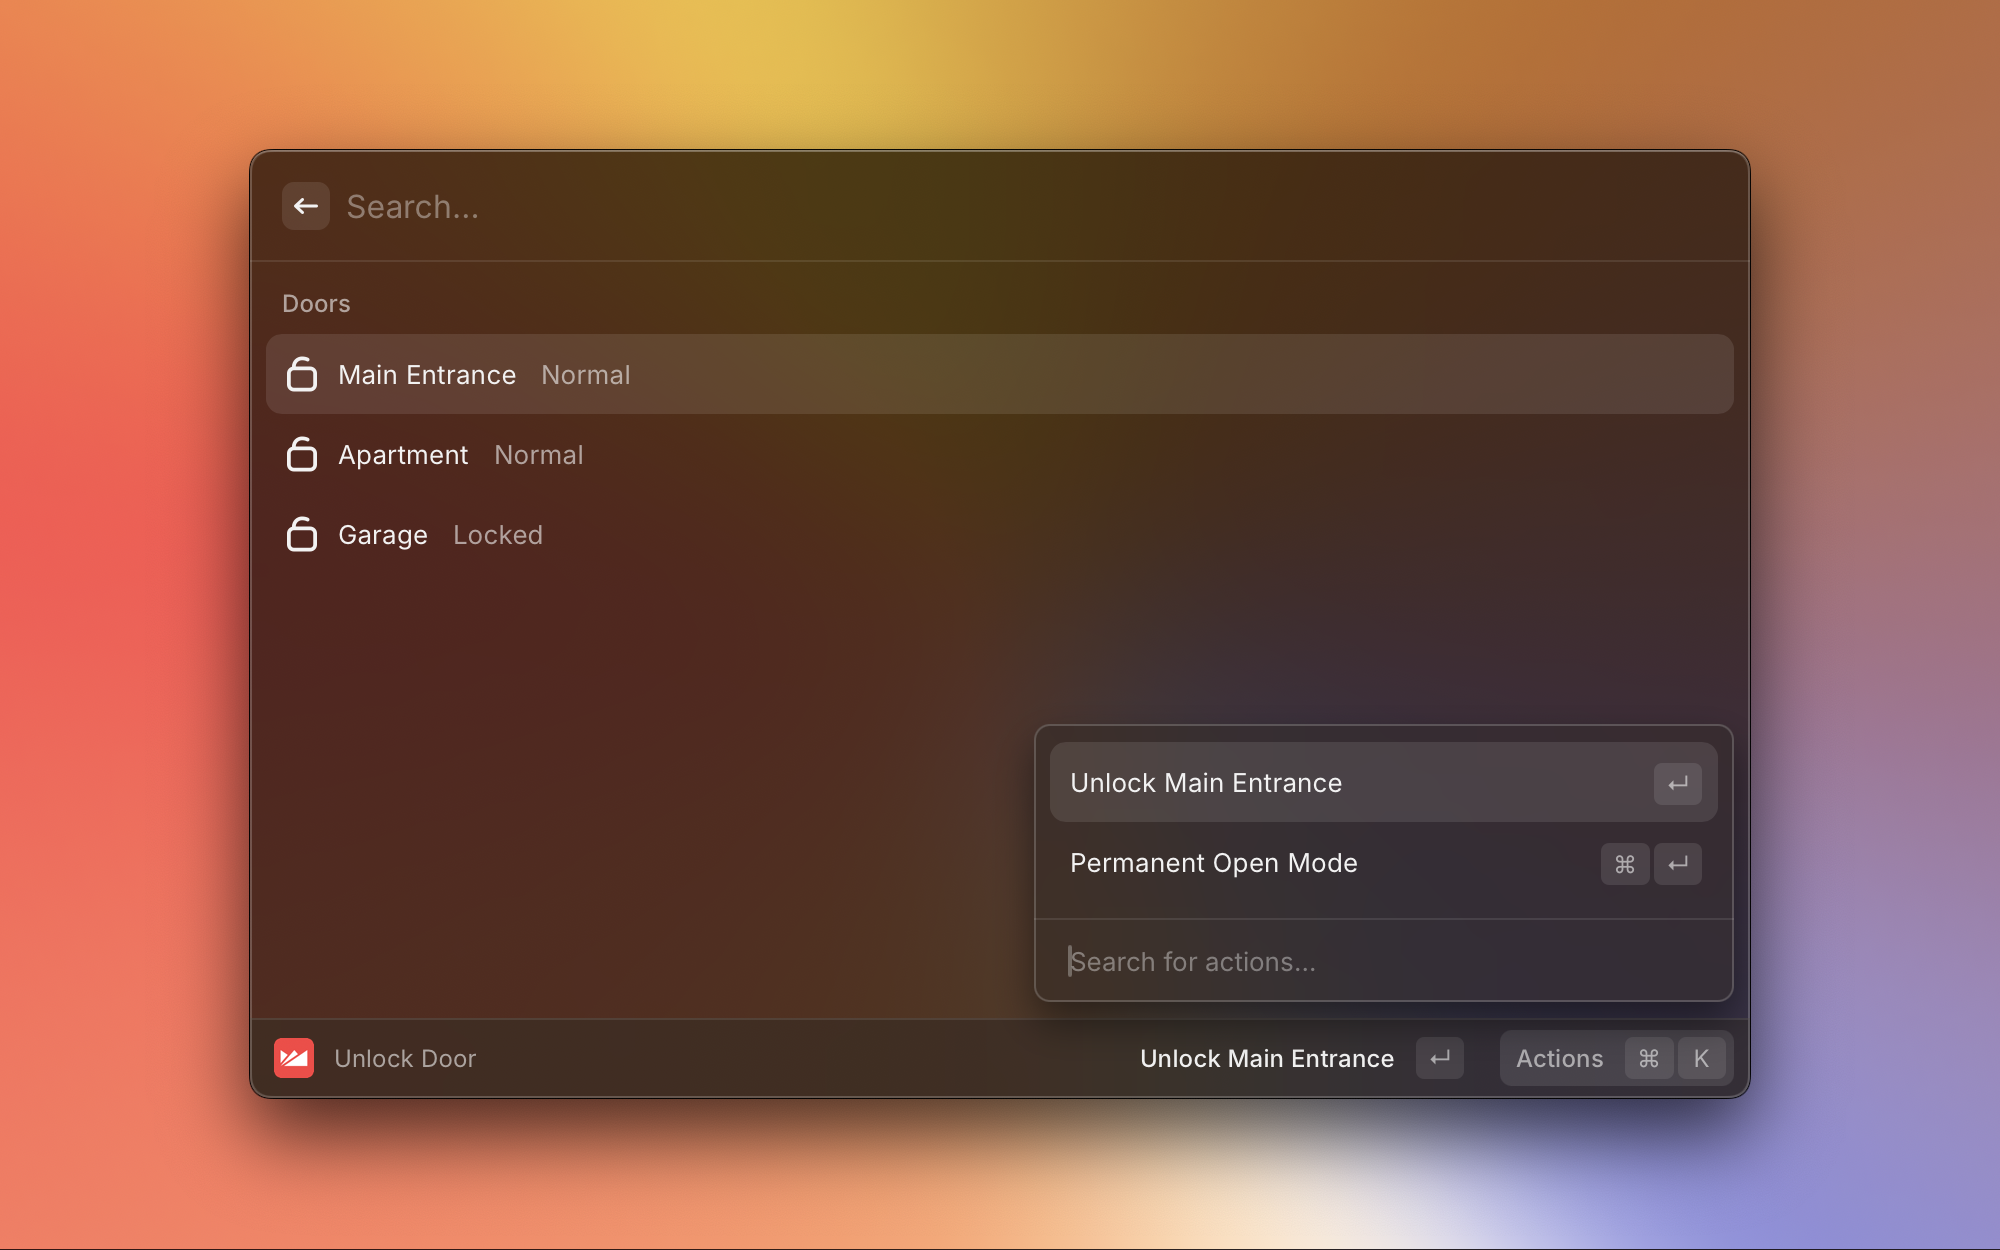 Search...
Doors
Main Entrance Normal
Apartment Normal
Garage Locked
Unlock Main Entrance ↵
Permanent Open Mode ⌘ ↵
Search for actions...
Unlock Door Unlock Main Entrance ↵ Actions ⌘ K